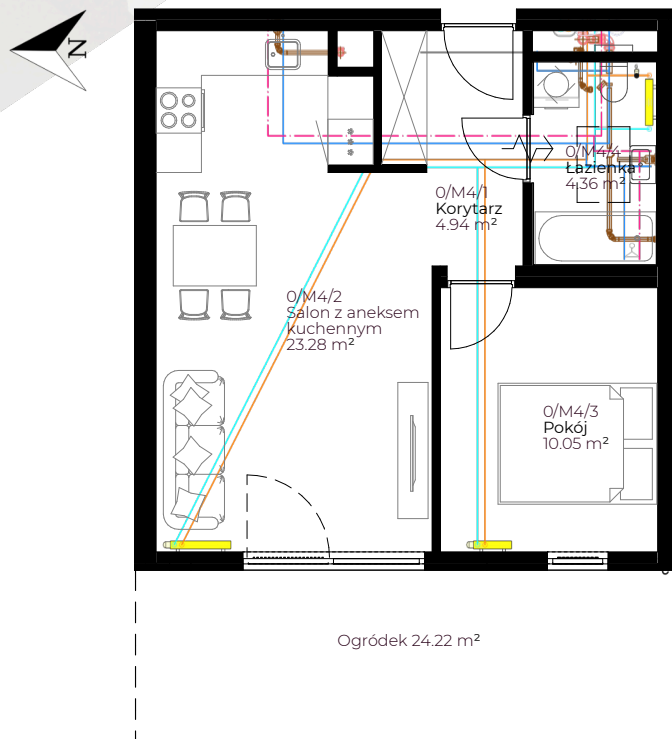 N
0/M4/4
Łazienka
4.36 m²
0/M4/1
Korytarz
4.94 m²
0/M4/2
Salon z aneksem
kuchennym
23.28 m²
0/M4/3
Pokój
10.05 m²
Ogródek 24.22 m²